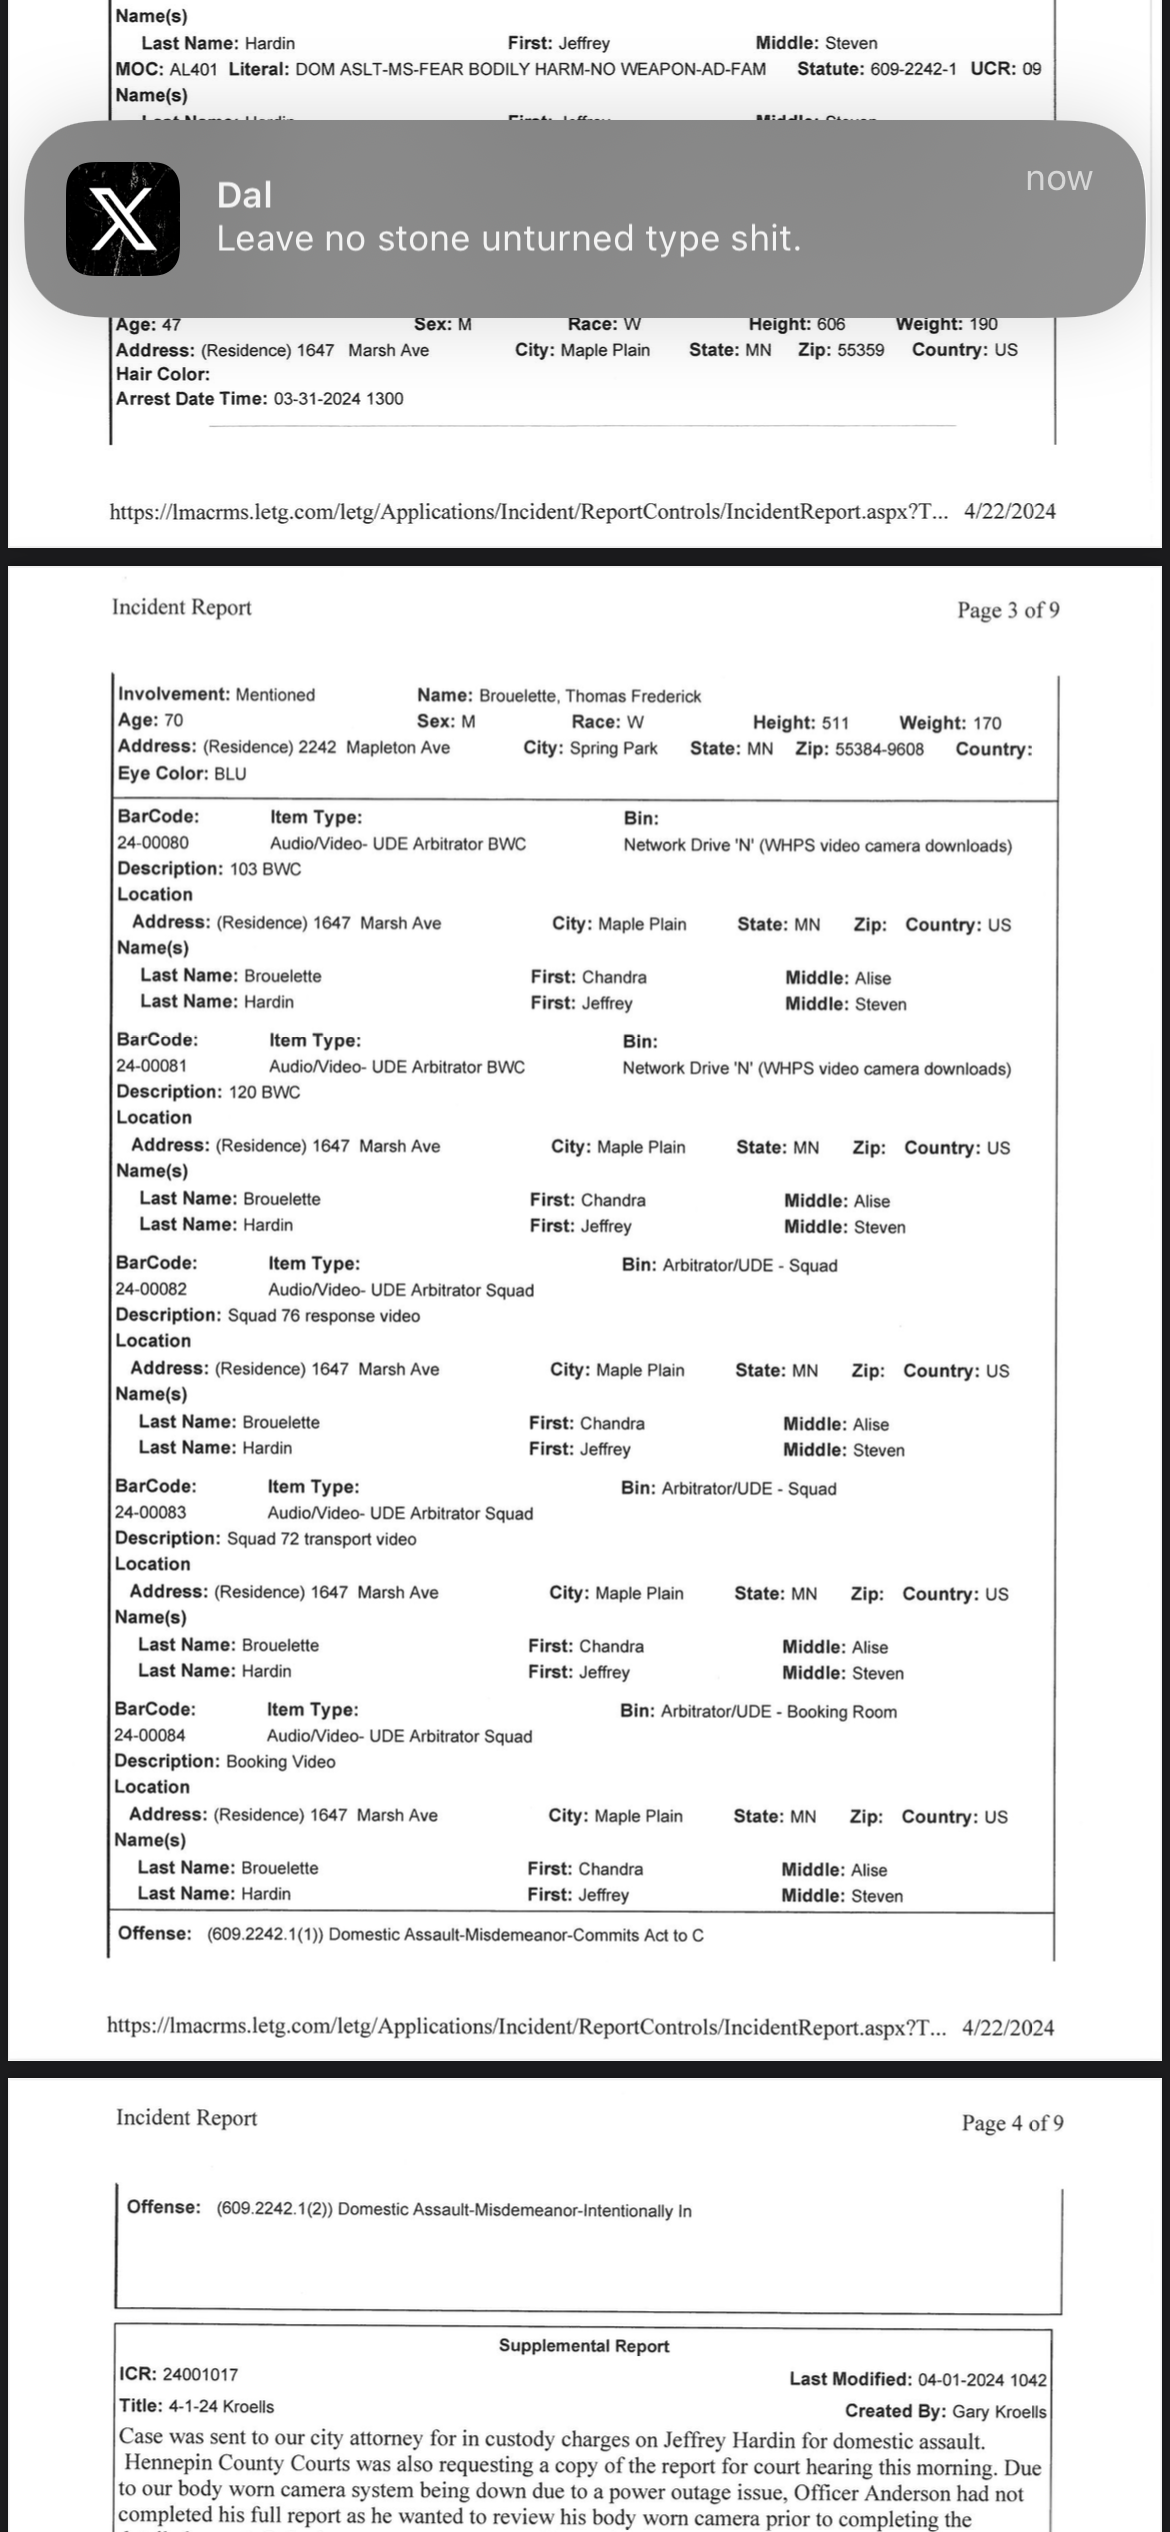 Name(s)
Last Name: Hardin First: Jeffrey Middle: Steven
MOC: AL401 Literal: DOM ASLT-MS-FEAR BODILY HARM-NO WEAPON-AD-FAM Statute: 609-2242-1 UCR: 09
Name(s)
Last Name: Hardin First: Jeffrey Middle: Steven
Dal now
Leave no stone unturned type shit.
Age: 47 Sex: M Race: W Height: 606 Weight: 190
Address: (Residence) 1647 Marsh Ave City: Maple Plain State: MN Zip: 55359 Country: US
Hair Color:
Arrest Date Time: 03-31-2024 1300
https://lmacrms.letg.com/letg/Applications/Incident/ReportControls/IncidentReport.aspx?T... 4/22/2024
Incident Report Page 3 of 9
Involvement: Mentioned Name: Brouelette, Thomas Frederick
Age: 70 Sex: M Race: W Height: 511 Weight: 170
Address: (Residence) 2242 Mapleton Ave City: Spring Park State: MN Zip: 55384-9608 Country:
Eye Color: BLU
BarCode: Item Type: Bin:
24-00080 Audio/Video- UDE Arbitrator BWC Network Drive 'N' (WHPS video camera downloads)
Description: 103 BWC
Location
Address: (Residence) 1647 Marsh Ave City: Maple Plain State: MN Zip: Country: US
Name(s)
Last Name: Brouelette First: Chandra Middle: Alise
Last Name: Hardin First: Jeffrey Middle: Steven
BarCode: Item Type: Bin:
24-00081 Audio/Video- UDE Arbitrator BWC Network Drive 'N' (WHPS video camera downloads)
Description: 120 BWC
Location
Address: (Residence) 1647 Marsh Ave City: Maple Plain State: MN Zip: Country: US
Name(s)
Last Name: Brouelette First: Chandra Middle: Alise
Last Name: Hardin First: Jeffrey Middle: Steven
BarCode: Item Type: Bin: Arbitrator/UDE - Squad
24-00082 Audio/Video- UDE Arbitrator Squad
Description: Squad 76 response video
Location
Address: (Residence) 1647 Marsh Ave City: Maple Plain State: MN Zip: Country: US
Name(s)
Last Name: Brouelette First: Chandra Middle: Alise
Last Name: Hardin First: Jeffrey Middle: Steven
BarCode: Item Type: Bin: Arbitrator/UDE - Squad
24-00083 Audio/Video- UDE Arbitrator Squad
Description: Squad 72 transport video
Location
Address: (Residence) 1647 Marsh Ave City: Maple Plain State: MN Zip: Country: US
Name(s)
Last Name: Brouelette First: Chandra Middle: Alise
Last Name: Hardin First: Jeffrey Middle: Steven
BarCode: Item Type: Bin: Arbitrator/UDE - Booking Room
24-00084 Audio/Video- UDE Arbitrator Squad
Description: Booking Video
Location
Address: (Residence) 1647 Marsh Ave City: Maple Plain State: MN Zip: Country: US
Name(s)
Last Name: Brouelette First: Chandra Middle: Alise
Last Name: Hardin First: Jeffrey Middle: Steven
Offense: (609.2242.1(1)) Domestic Assault-Misdemeanor-Commits Act to C
https://lmacrms.letg.com/letg/Applications/Incident/ReportControls/IncidentReport.aspx?T... 4/22/2024
Incident Report Page 4 of 9
Offense: (609.2242.1(2)) Domestic Assault-Misdemeanor-Intentionally In
Supplemental Report
ICR: 24001017 Last Modified: 04-01-2024 1042
Title: 4-1-24 Kroells Created By: Gary Kroells
Case was sent to our city attorney for in custody charges on Jeffrey Hardin for domestic assault.
Hennepin County Courts was also requesting a copy of the report for court hearing this morning. Due
to our body worn camera system being down due to a power outage issue, Officer Anderson had not
completed his full report as he wanted to review his body worn camera prior to completing the